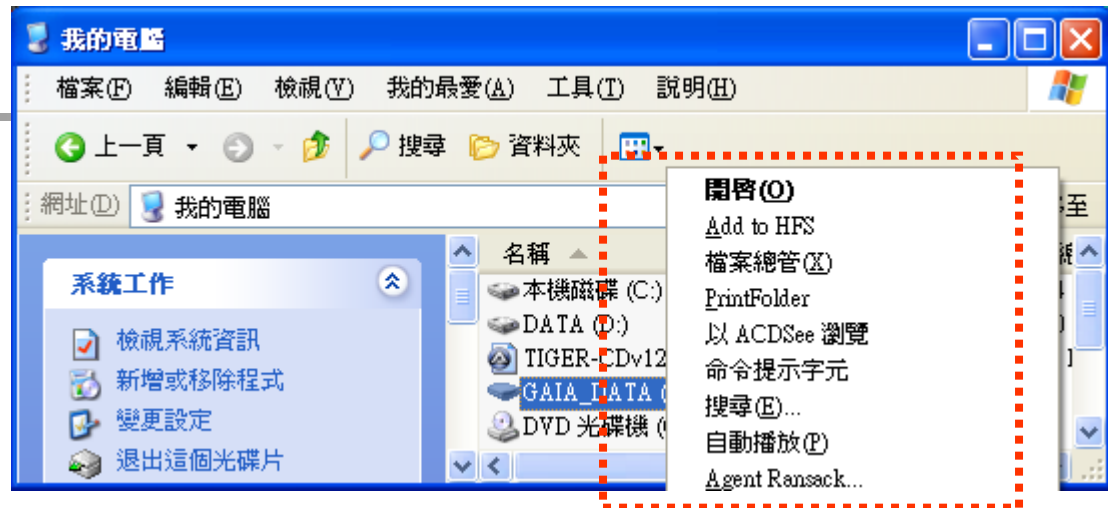 我的電腦
檔案(F) 編輯(E) 檢視(V) 我的最愛(A) 工具(T) 說明(H)
上一頁 搜尋 資料夾
網址(D) 我的電腦
系統工作
檢視系統資訊
新增或移除程式
變更設定
退出這個光碟片
名稱
本機磁碟 (C:)
DATA (D:)
TIGER-CDv12
GAIA_DATA (
DVD 光碟機 (
開啓(O)
Add to HFS
檔案總管(X)
PrintFolder
以 ACDSee 瀏覽
命令提示字元
搜尋(E)...
自動播放(P)
Agent Ransack...
至